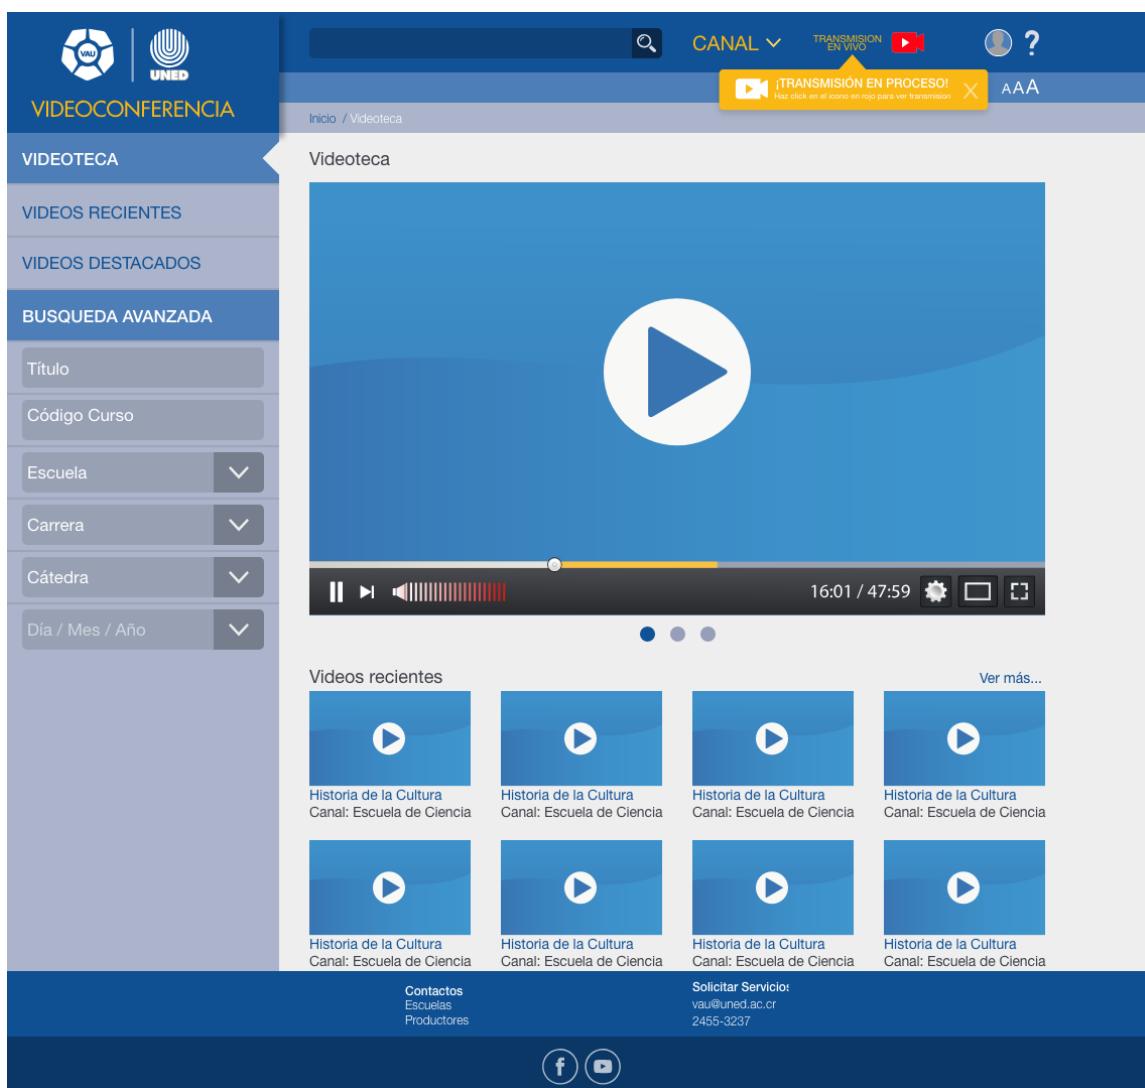 VAU
UNED
VIDEOCONFERENCIA
CANAL
TRANSMISION
EN VIVO
?
¡TRANSMISIÓN EN PROCESO!
Haz click en el icono en rojo para ver transmision
AAA
Inicio / Videoteca
VIDEOTECA
VIDEOS RECIENTES
VIDEOS DESTACADOS
BUSQUEDA AVANZADA
Título
Código Curso
Escuela
Carrera
Cátedra
Día / Mes / Año
Videoteca
16:01 / 47:59
Videos recientes
Ver más...
Historia de la Cultura
Canal: Escuela de Ciencia
Historia de la Cultura
Canal: Escuela de Ciencia
Historia de la Cultura
Canal: Escuela de Ciencia
Historia de la Cultura
Canal: Escuela de Ciencia
Historia de la Cultura
Canal: Escuela de Ciencia
Historia de la Cultura
Canal: Escuela de Ciencia
Historia de la Cultura
Canal: Escuela de Ciencia
Historia de la Cultura
Canal: Escuela de Ciencia
Contactos
Escuelas
Productores
Solicitar Servicios
vau@uned.ac.cr
2455-3237
f